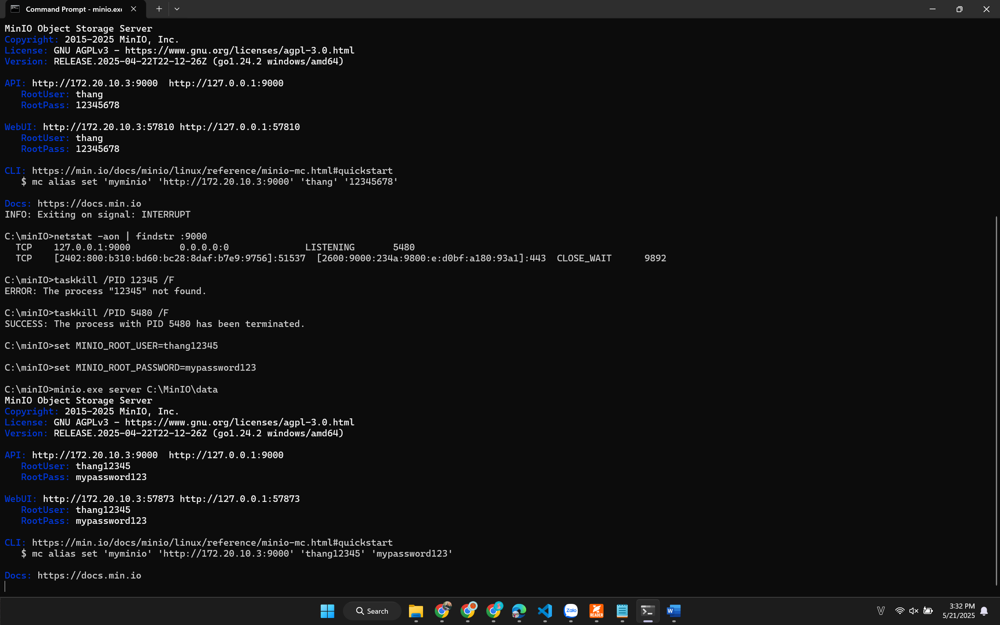 Command Prompt - minio.exe
MinIO Object Storage Server
Copyright: 2015-2025 MinIO, Inc.
License: GNU AGPLv3 - https://www.gnu.org/licenses/agpl-3.0.html
Version: RELEASE.2025-04-22T22-12-26Z (go1.24.2 windows/amd64)
API: http://172.20.10.3:9000  http://127.0.0.1:9000
   RootUser: thang
   RootPass: 12345678
WebUI: http://172.20.10.3:57810 http://127.0.0.1:57810
   RootUser: thang
   RootPass: 12345678
CLI: https://min.io/docs/minio/linux/reference/minio-mc.html#quickstart
   $ mc alias set 'myminio' 'http://172.20.10.3:9000' 'thang' '12345678'
Docs: https://docs.min.io
INFO: Exiting on signal: INTERRUPT
C:\minIO>netstat -aon | findstr :9000
  TCP    127.0.0.1:9000         0.0.0.0:0              LISTENING       5480
  TCP    [2402:800:b310:bd60:bc28:8daf:b7e9:9756]:51537  [2600:9000:234a:9800:e:d0bf:a180:93a1]:443  CLOSE_WAIT      9892
C:\minIO>taskkill /PID 12345 /F
ERROR: The process "12345" not found.
C:\minIO>taskkill /PID 5480 /F
SUCCESS: The process with PID 5480 has been terminated.
C:\minIO>set MINIO_ROOT_USER=thang12345
C:\minIO>set MINIO_ROOT_PASSWORD=mypassword123
C:\minIO>minio.exe server C:\MinIO\data
MinIO Object Storage Server
Copyright: 2015-2025 MinIO, Inc.
License: GNU AGPLv3 - https://www.gnu.org/licenses/agpl-3.0.html
Version: RELEASE.2025-04-22T22-12-26Z (go1.24.2 windows/amd64)
API: http://172.20.10.3:9000  http://127.0.0.1:9000
   RootUser: thang12345
   RootPass: mypassword123
WebUI: http://172.20.10.3:57873 http://127.0.0.1:57873
   RootUser: thang12345
   RootPass: mypassword123
CLI: https://min.io/docs/minio/linux/reference/minio-mc.html#quickstart
   $ mc alias set 'myminio' 'http://172.20.10.3:9000' 'thang12345' 'mypassword123'
Docs: https://docs.min.io
Search
Zalo
READER
W
V
3:32 PM
5/21/2025